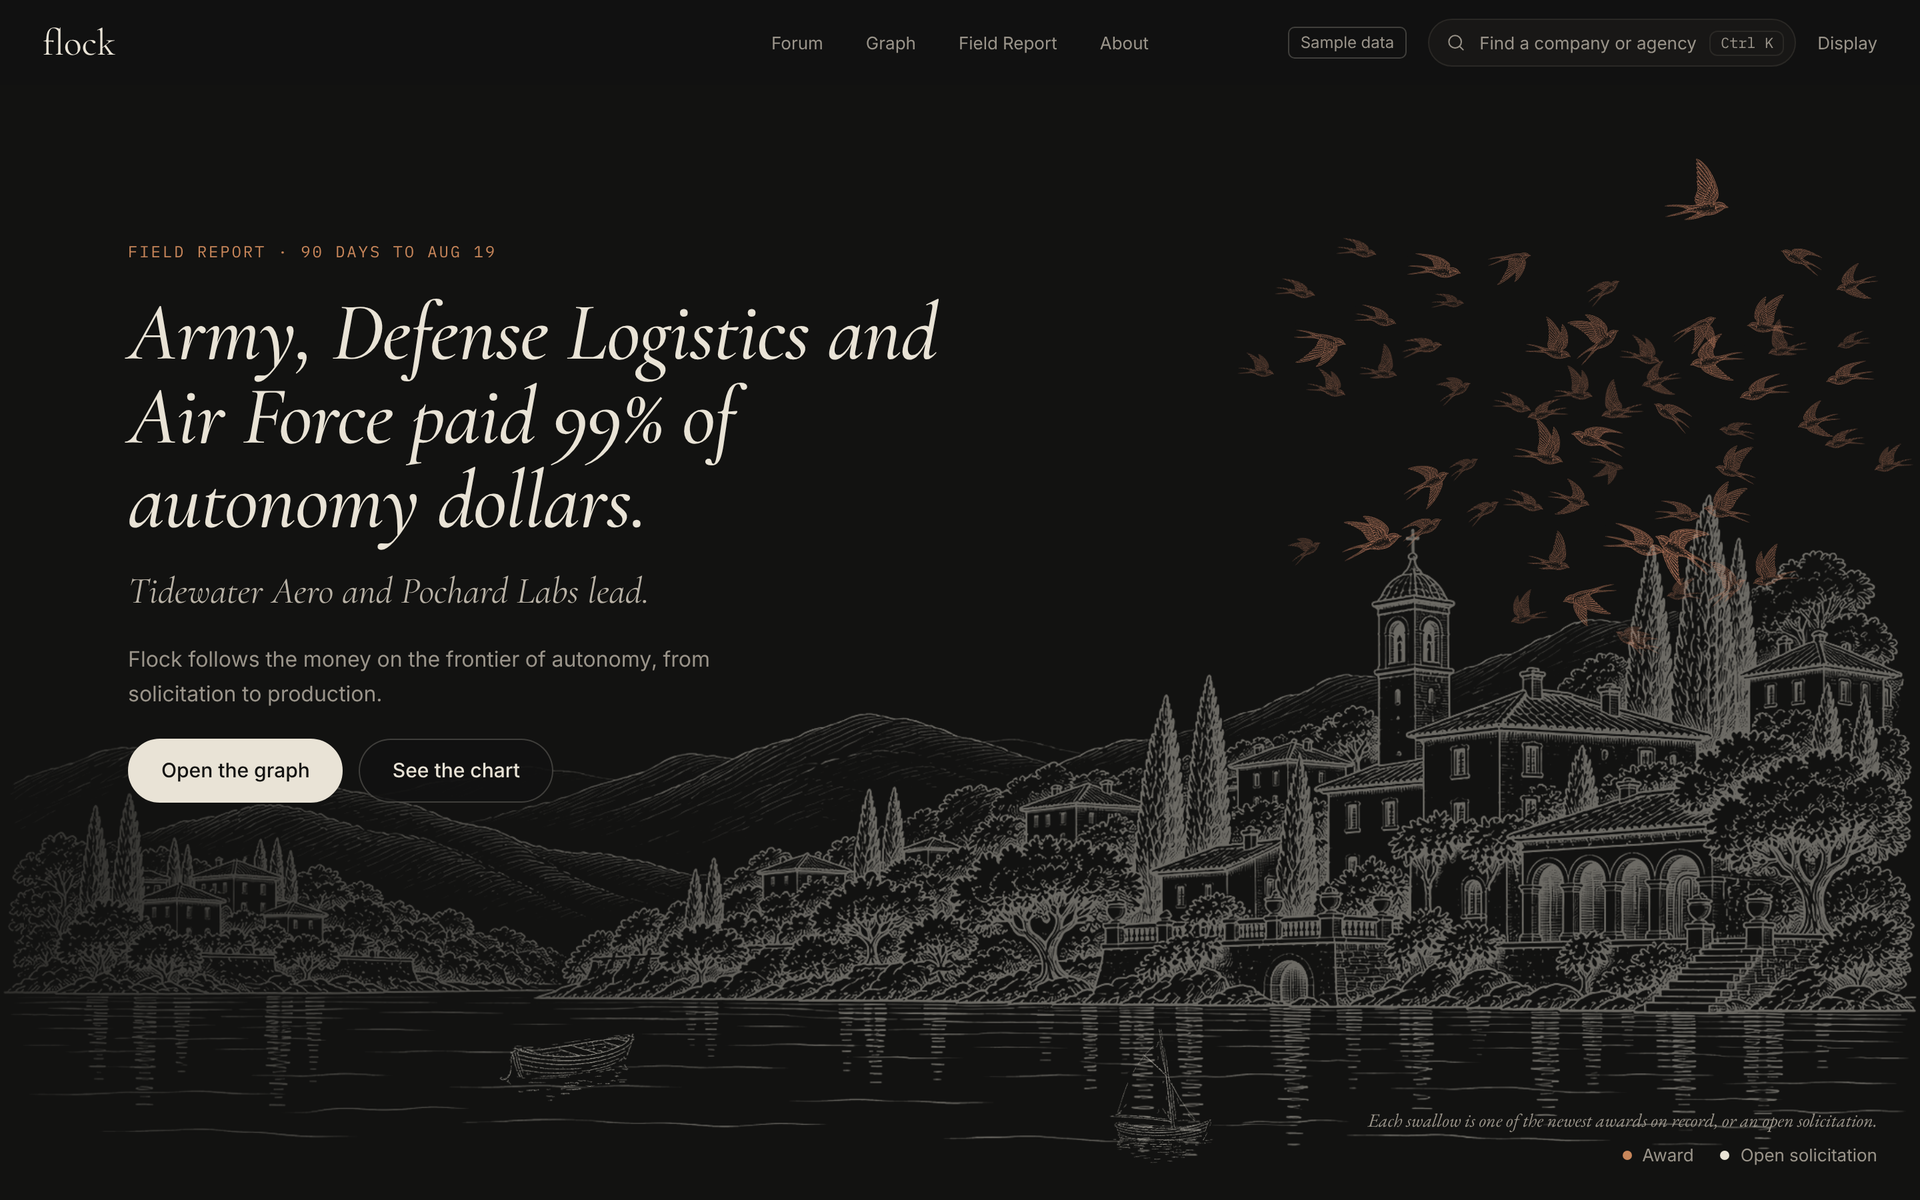 flock
Forum
Graph
Field Report
About
Sample data
Find a company or agency
Ctrl K
Display
FIELD REPORT · 90 DAYS TO AUG 19
Army, Defense Logistics and
Air Force paid 99% of
autonomy dollars.
Tidewater Aero and Pochard Labs lead.
Flock follows the money on the frontier of autonomy, from
solicitation to production.
Open the graph
See the chart
Each swallow is one of the newest awards on record, or an open solicitation.
Award
Open solicitation